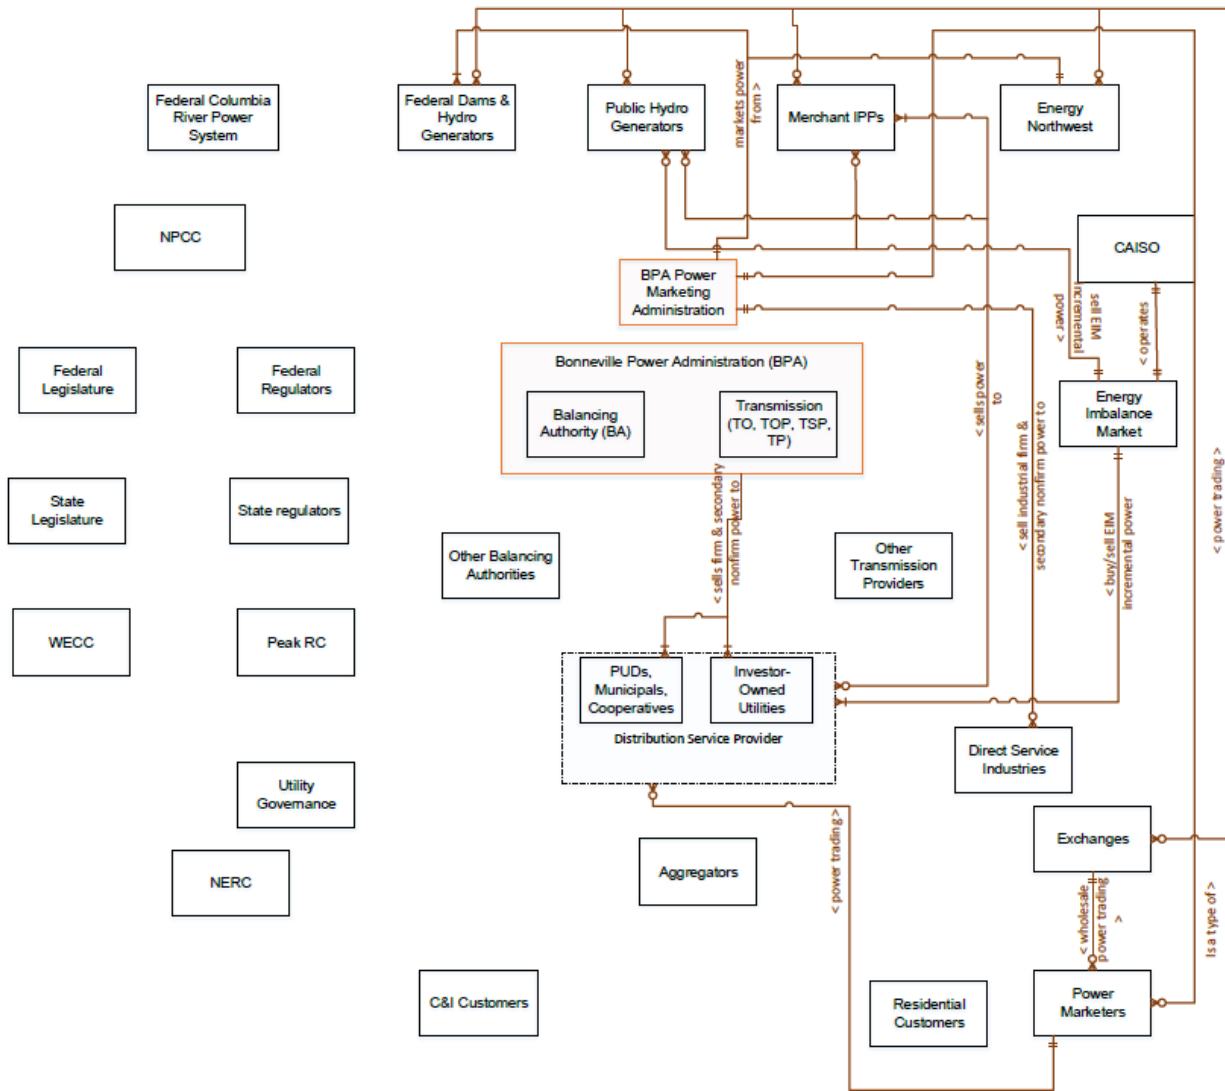 markets power
from >
Federal Columbia
River Power
System
Federal Dams &
Hydro
Generators
Public Hydro
Generators
Merchant IPPs
Energy
Northwest
NPCC
CAISO
BPA Power
Marketing
Administration
sell EIM
incremental
power >
< operates
Federal
Legislature
Federal
Regulators
Bonneville Power Administration (BPA)
Balancing
Authority (BA)
Transmission
(TO, TOP, TSP,
TP)
< sells power
to
Energy
Imbalance
Market
< power trading >
State
Legislature
State regulators
< sells firm & secondary
nonfirm power to
< sell industrial firm &
secondary nonfirm power to
< buy/sell EIM
incremental power
Other Balancing
Authorities
Other
Transmission
Providers
WECC
Peak RC
PUDs,
Municipals,
Cooperatives
Investor-
Owned
Utilities
Distribution Service Provider
Direct Service
Industries
Utility
Governance
Exchanges
NERC
Aggregators
< power trading>
< wholesale
power trading
>
Is a type of >
C&I Customers
Residential
Customers
Power
Marketers